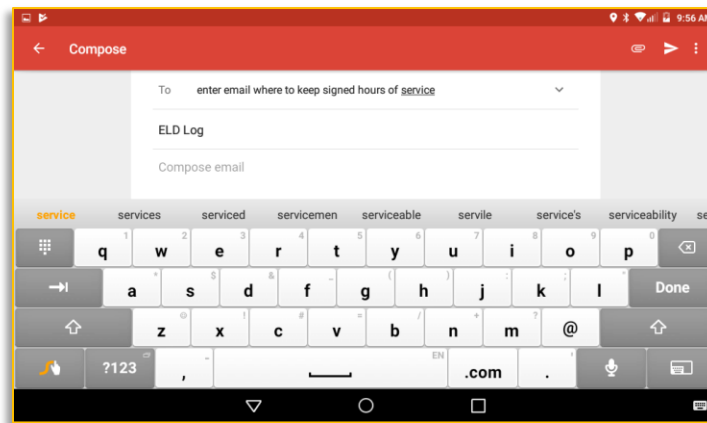 9:56 AM
Compose
To enter email where to keep signed hours of service
ELD Log
Compose email
service services serviced servicemen serviceable servile service's serviceability se
1 2 3 4 5 6 7 8 9 0
q w e r t y u i o p
* $ & _ ( ) : ; "
a s d f g h j k l Done
! # = / + ?
z x c v b n m @
EN
?123 , .com .